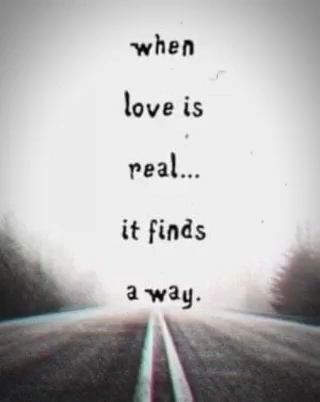 when
love is
real...
it finds
a way.